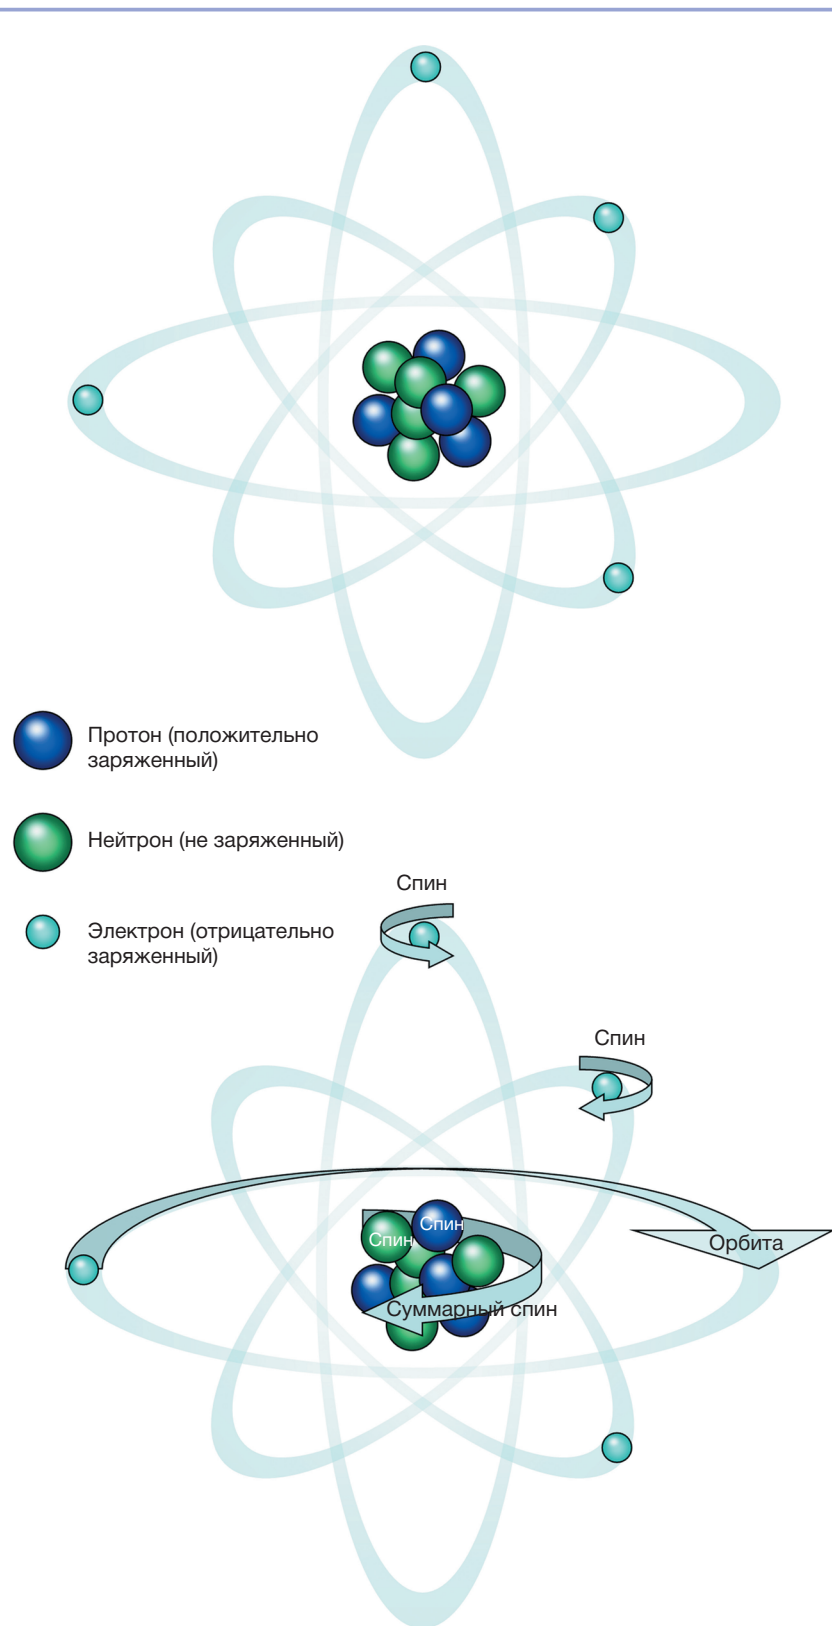 Протон (положительно
заряженный)
Нейтрон (не заряженный)
Электрон (отрицательно
заряженный)
Спин
Спин
Спин
Спин
Орбита
Суммарный спин